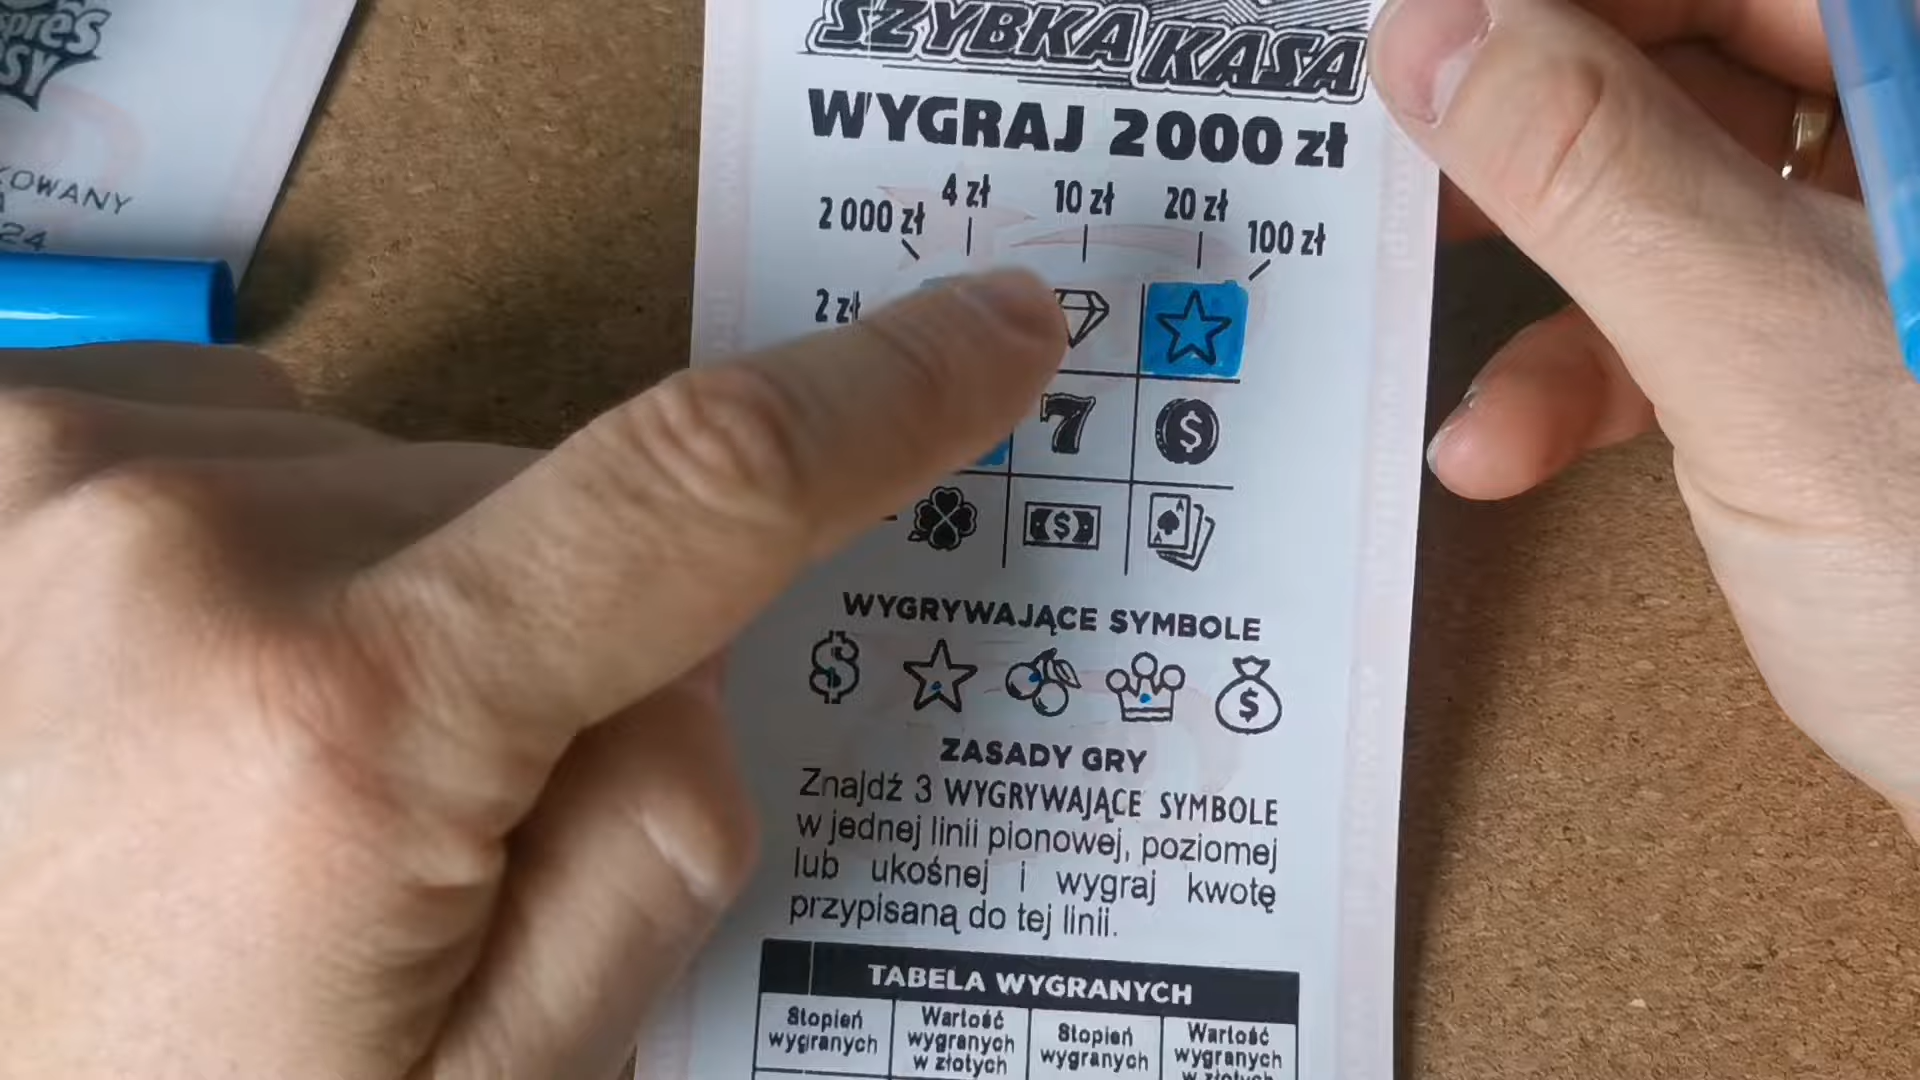 SZYBKA KASA
WYGRAJ 2000 zł
2 000 zł
4 zł
10 zł
20 zł
100 zł
2 zł
7
$
$
A
A
WYGRYWAJĄCE SYMBOLE
$
$
ZASADY GRY
Znajdź 3 WYGRYWAJĄCE SYMBOLE
w jednej linii pionowej, poziomej
lub ukośnej i wygraj kwotę
przypisaną do tej linii.
TABELA WYGRANYCH
Stopień
wygranych
Wartość
wygranych
w złotych
Stopień
wygranych
Wartość
wygranych
w złotych
24